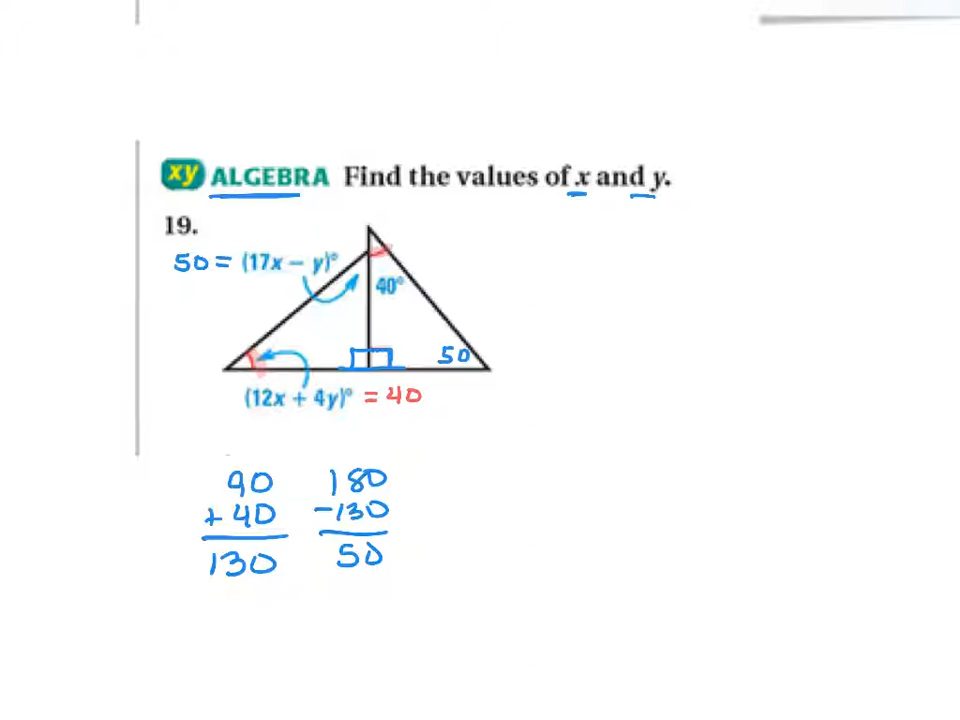 xy ALGEBRA Find the values of x and y.
19.
50 = (17x − y)°
40°
50
(12x + 4y)° = 40
90 180
+ 40 −130
130 50